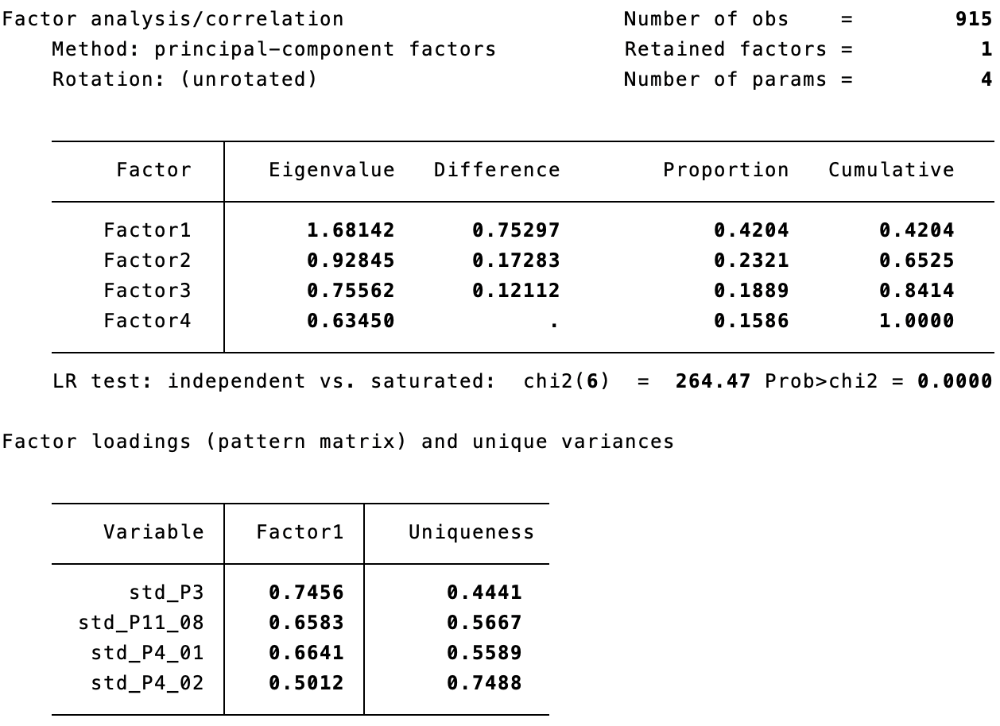 Factor analysis/correlation                      Number of obs    =        915
    Method: principal-component factors          Retained factors =          1
    Rotation: (unrotated)                        Number of params =          4
Factor       Eigenvalue   Difference        Proportion   Cumulative
Factor1      1.68142      0.75297            0.4204       0.4204
Factor2      0.92845      0.17283            0.2321       0.6525
Factor3      0.75562      0.12112            0.1889       0.8414
Factor4      0.63450            .            0.1586       1.0000
LR test: independent vs. saturated:  chi2(6)  =  264.47 Prob>chi2 = 0.0000
Factor loadings (pattern matrix) and unique variances
Variable    Factor1     Uniqueness
std_P3      0.7456        0.4441
std_P11_08  0.6583        0.5667
std_P4_01   0.6641        0.5589
std_P4_02   0.5012        0.7488